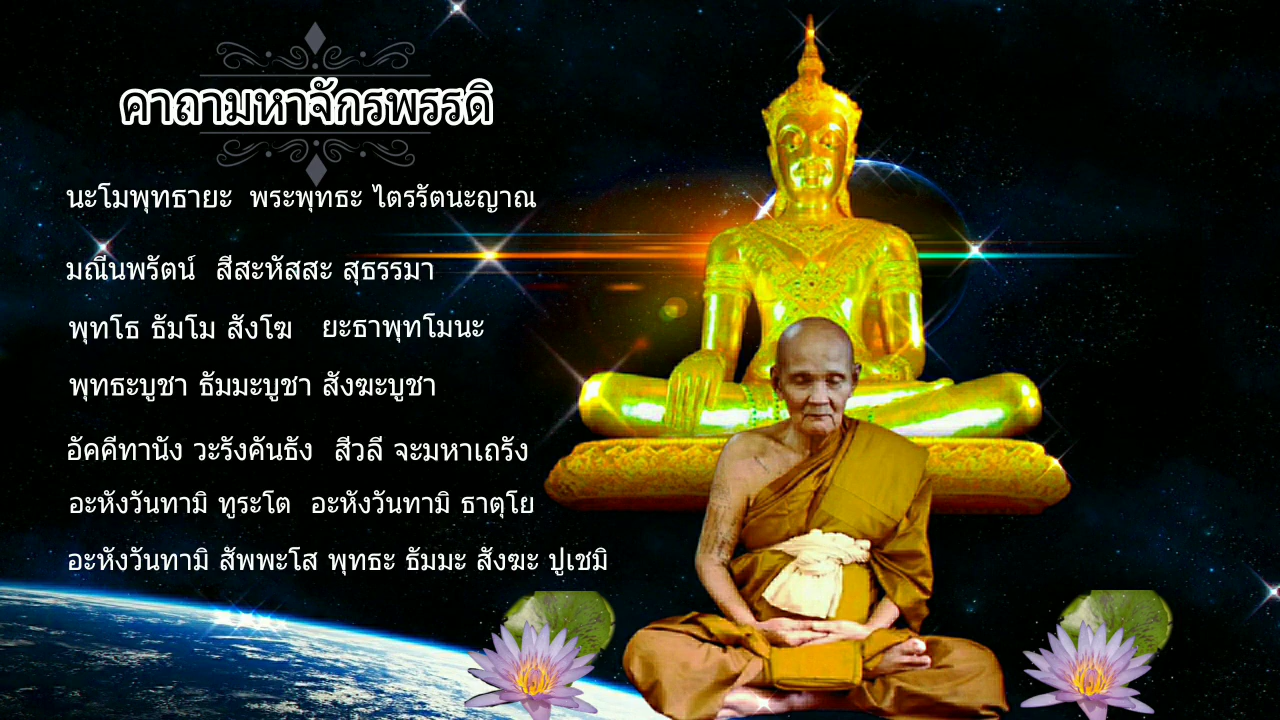 คาถามหาจักรพรรดิ
นะโมพุทธายะ พระพุทธะ ไตรรัตนะญาณ
มณีนพรัตน์ สีสะหัสสะ สุธรรมา
พุทโธ ธัมโม สังโฆ ยะธาพุทโมนะ
พุทธะบูชา ธัมมะบูชา สังฆะบูชา
อัคคีทานัง วะรังคันธัง สีวลี จะมหาเถรัง
อะหังวันทามิ ทูระโต อะหังวันทามิ ธาตุโย
อะหังวันทามิ สัพพะโส พุทธะ ธัมมะ สังฆะ ปูเชมิ